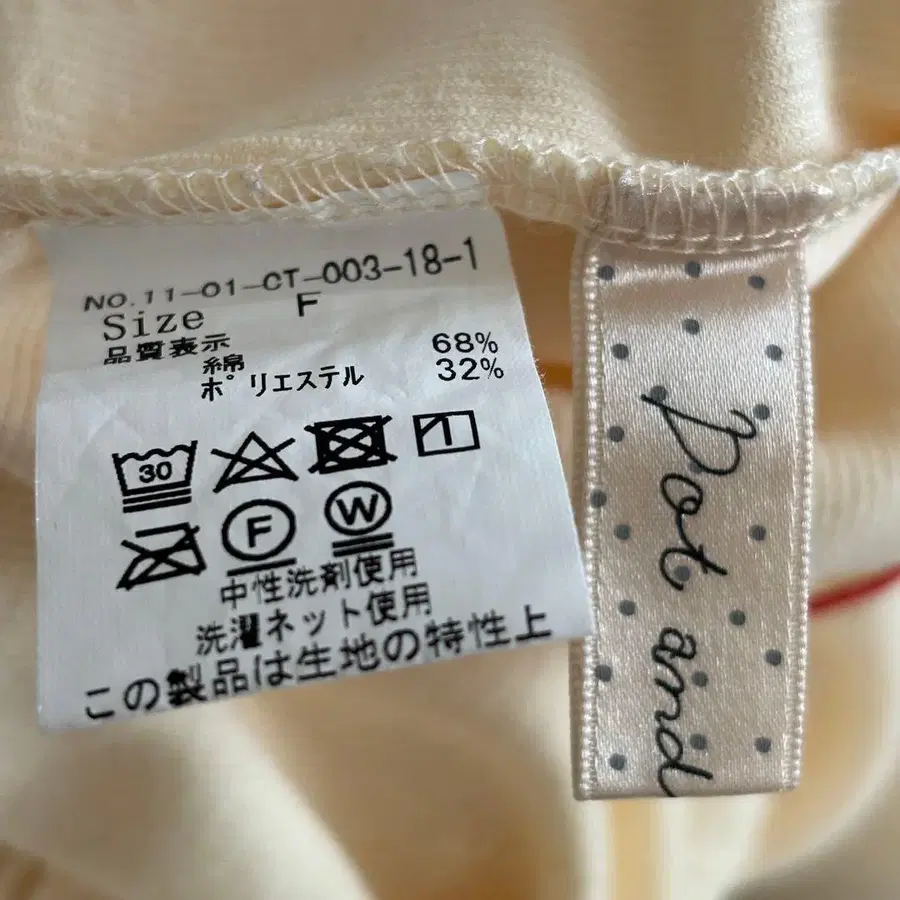 NO.11-01-CT-003-18-1
Size F
品質表示
綿 68%
ポリエステル 32%
30
F
W
中性洗剤使用
洗濯ネット使用
この製品は生地の特性上
Dot and